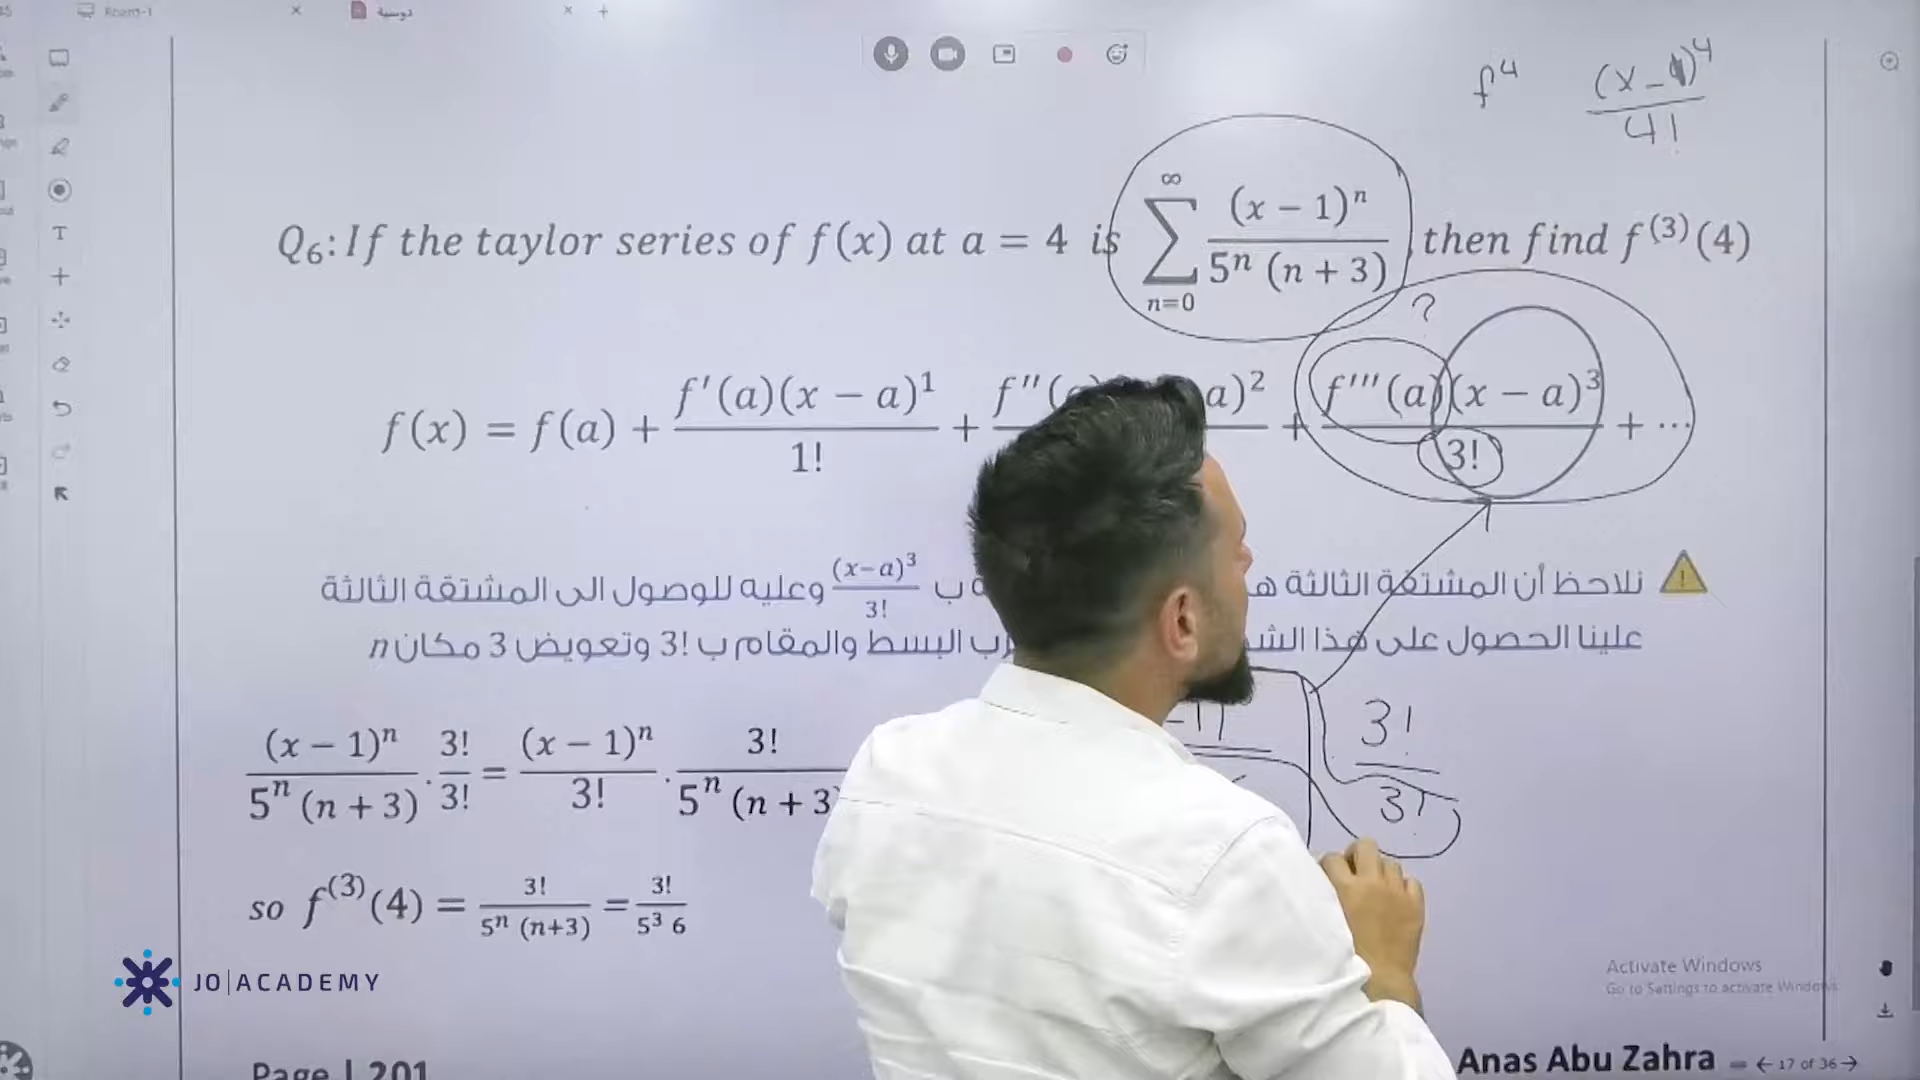 Board-1
دوسية
f⁴ (x-1)⁴/4!
Q₆: If the taylor series of f(x) at a = 4 is ∑_{n=0}^{∞} (x − 1)ⁿ / 5ⁿ (n + 3), then find f⁽³⁾(4)
?
f(x) = f(a) + f′(a)(x − a)¹/1! + f″( a)² + f‴(a)(x − a)³/3! + ⋯
نلاحظ أن المشتقة الثالثة ب (x−a)³/3! وعليه للوصول الى المشتقة الثالثة
علينا الحصول على هذا البسط والمقام ب !3 وتعويض 3 مكان n
3!/3!
(x − 1)ⁿ/5ⁿ (n + 3) · 3!/3! = (x − 1)ⁿ/3! · 3!/5ⁿ (n + 3
so f⁽³⁾(4) = 3!/5ⁿ (n+3) = 3!/5³ 6
JO|ACADEMY
Activate Windows
Go to Settings to activate Windows
Page | 201
Anas Abu Zahra
17 of 36